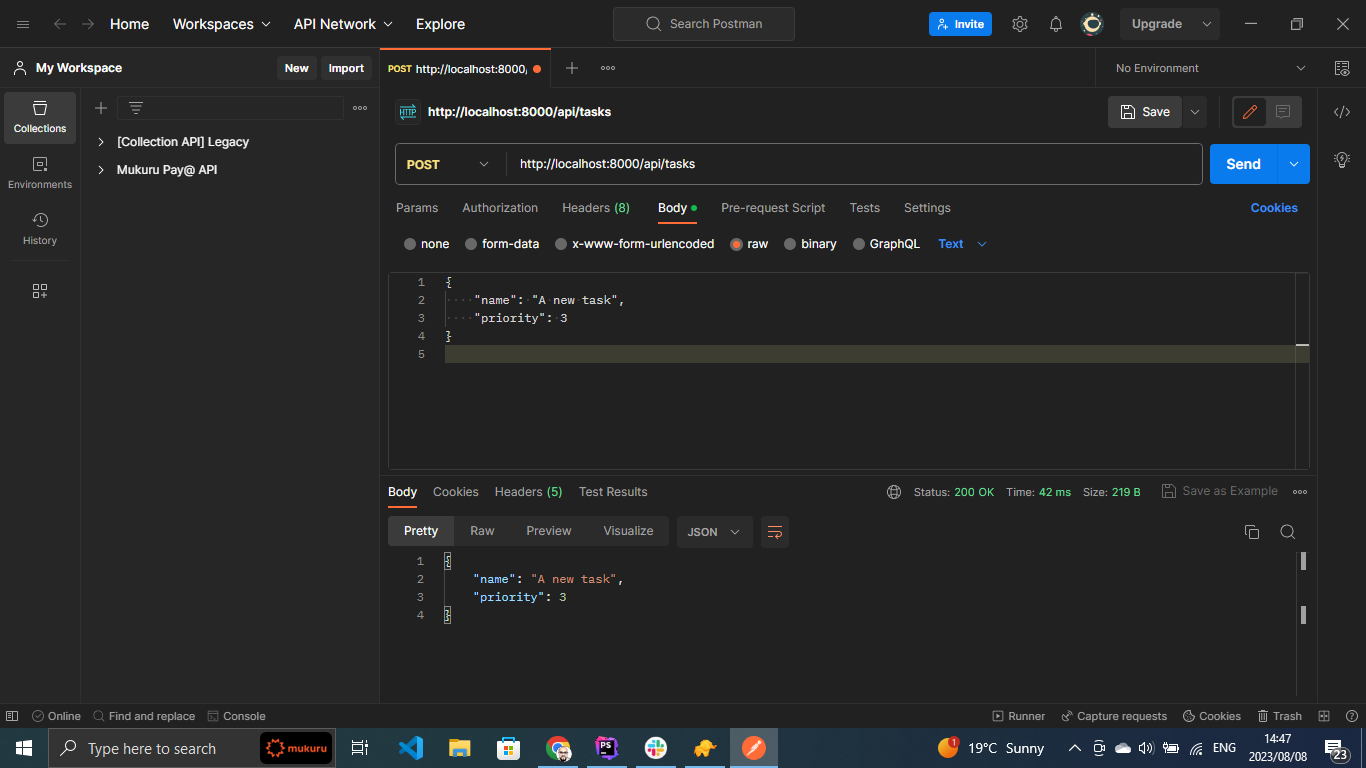 Home Workspaces API Network Explore Search Postman Invite Upgrade
My Workspace New Import POST http://localhost:8000/ No Environment
Collections
Environments
History
[Collection API] Legacy
Mukuru Pay@ API
HTTP http://localhost:8000/api/tasks Save
POST http://localhost:8000/api/tasks Send
Params Authorization Headers (8) Body Pre-request Script Tests Settings Cookies
none form-data x-www-form-urlencoded raw binary GraphQL Text
1 {
2 "name": "A new task",
3 "priority": 3
4 }
5
Body Cookies Headers (5) Test Results Status: 200 OK Time: 42 ms Size: 219 B Save as Example
Pretty Raw Preview Visualize JSON
1 {
2 "name": "A new task",
3 "priority": 3
4 }
Online Find and replace Console Runner Capture requests Cookies Trash
Type here to search mukuru PS 1 19°C Sunny ENG 14:47
2023/08/08 23